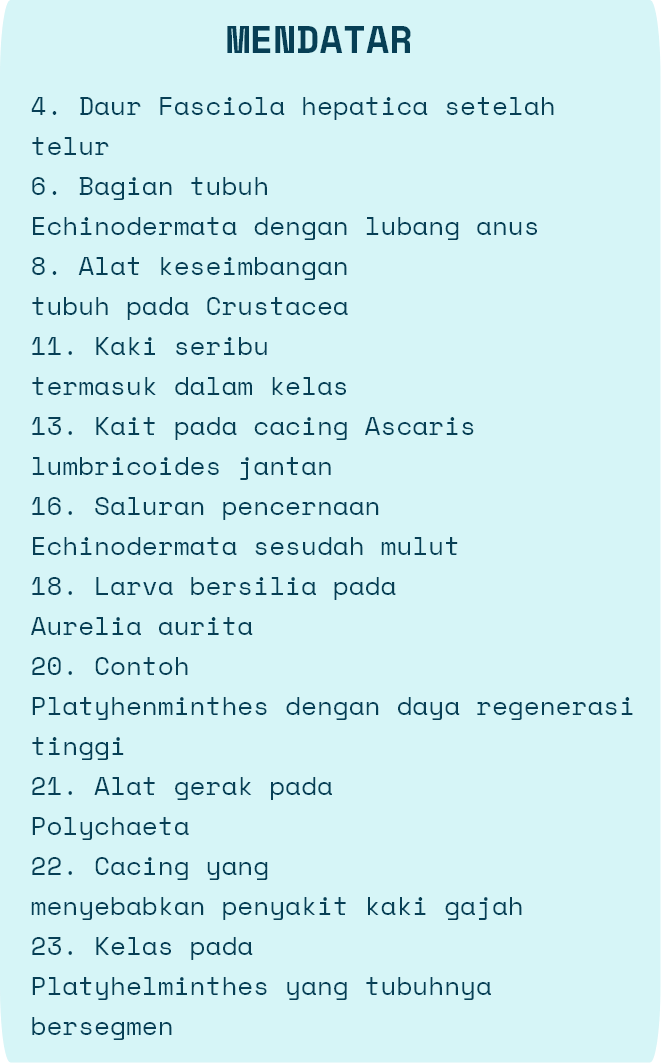 MENDATAR
4. Daur Fasciola hepatica setelah
telur
6. Bagian tubuh
Echinodermata dengan lubang anus
8. Alat keseimbangan
tubuh pada Crustacea
11. Kaki seribu
termasuk dalam kelas
13. Kait pada cacing Ascaris
lumbricoides jantan
16. Saluran pencernaan
Echinodermata sesudah mulut
18. Larva bersilia pada
Aurelia aurita
20. Contoh
Platyhenminthes dengan daya regenerasi
tinggi
21. Alat gerak pada
Polychaeta
22. Cacing yang
menyebabkan penyakit kaki gajah
23. Kelas pada
Platyhelminthes yang tubuhnya
bersegmen